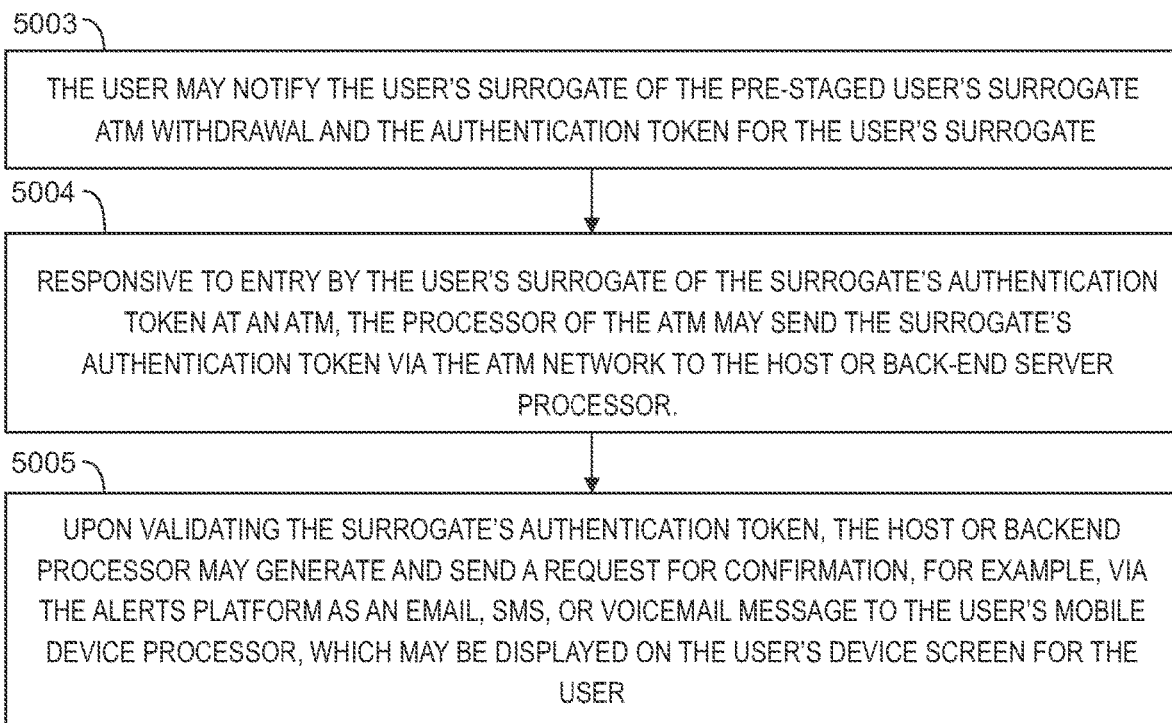 5003
THE USER MAY NOTIFY THE USER'S SURROGATE OF THE PRE-STAGED USER'S SURROGATE
ATM WITHDRAWAL AND THE AUTHENTICATION TOKEN FOR THE USER'S SURROGATE
5004
RESPONSIVE TO ENTRY BY THE USER'S SURROGATE OF THE SURROGATE'S AUTHENTICATION
TOKEN AT AN ATM, THE PROCESSOR OF THE ATM MAY SEND THE SURROGATE'S
AUTHENTICATION TOKEN VIA THE ATM NETWORK TO THE HOST OR BACK-END SERVER
PROCESSOR.
5005
UPON VALIDATING THE SURROGATE'S AUTHENTICATION TOKEN, THE HOST OR BACKEND
PROCESSOR MAY GENERATE AND SEND A REQUEST FOR CONFIRMATION, FOR EXAMPLE, VIA
THE ALERTS PLATFORM AS AN EMAIL, SMS, OR VOICEMAIL MESSAGE TO THE USER'S MOBILE
DEVICE PROCESSOR, WHICH MAY BE DISPLAYED ON THE USER'S DEVICE SCREEN FOR THE
USER